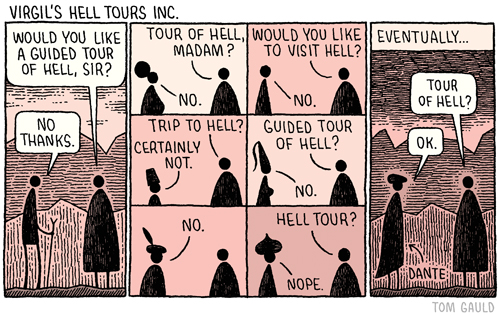 VIRGIL'S HELL TOURS INC.
WOULD YOU LIKE
A GUIDED TOUR
OF HELL, SIR?
NO
THANKS.
TOUR OF HELL,
MADAM?
NO.
WOULD YOU LIKE
TO VISIT HELL?
NO.
TRIP TO HELL?
CERTAINLY
NOT.
GUIDED TOUR
OF HELL?
NO.
NO.
HELL TOUR?
NOPE.
EVENTUALLY...
TOUR
OF HELL?
OK.
DANTE
TOM GAULD